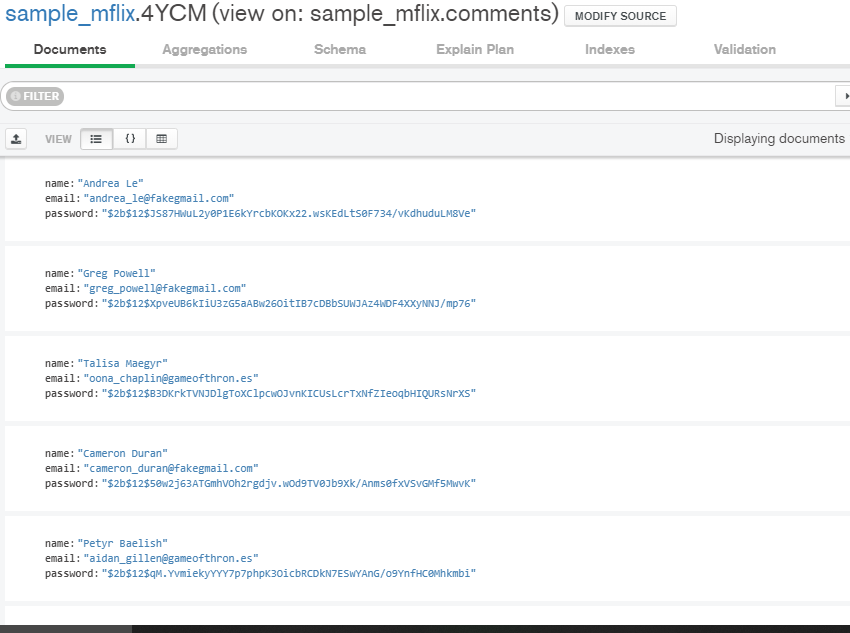 sample_mflix.4YCM (view on: sample_mflix.comments) MODIFY SOURCE
Documents Aggregations Schema Explain Plan Indexes Validation
FILTER
VIEW {} Displaying documents
name: "Andrea Le"
email: "andrea_le@fakegmail.com"
password: "$2b$12$JS87HWuL2y0P1E6kYrcbKOKx22.wsKEdLtS0F734/vKdhuduLM8Ve"
name: "Greg Powell"
email: "greg_powell@fakegmail.com"
password: "$2b$12$XpveUB6kIiU3zG5aABw26OitIB7cDBbSUWJAz4WDF4XXyNNJ/mp76"
name: "Talisa Maegyr"
email: "oona_chaplin@gameofthron.es"
password: "$2b$12$B3DKrkTVNJDlgToXClpcwOJvnKICUsLcrTxNfZIeoqbHIQURsNrXS"
name: "Cameron Duran"
email: "cameron_duran@fakegmail.com"
password: "$2b$12$50w2j63ATGmhVOh2rgdjv.wOd9TV0Jb9Xk/Anms0fxVSvGMf5MwvK"
name: "Petyr Baelish"
email: "aidan_gillen@gameofthron.es"
password: "$2b$12$qM.YvmiekyYYY7p7phpK3OicbRCDkN7ESwYAnG/o9YnfHC0Mhkmbi"